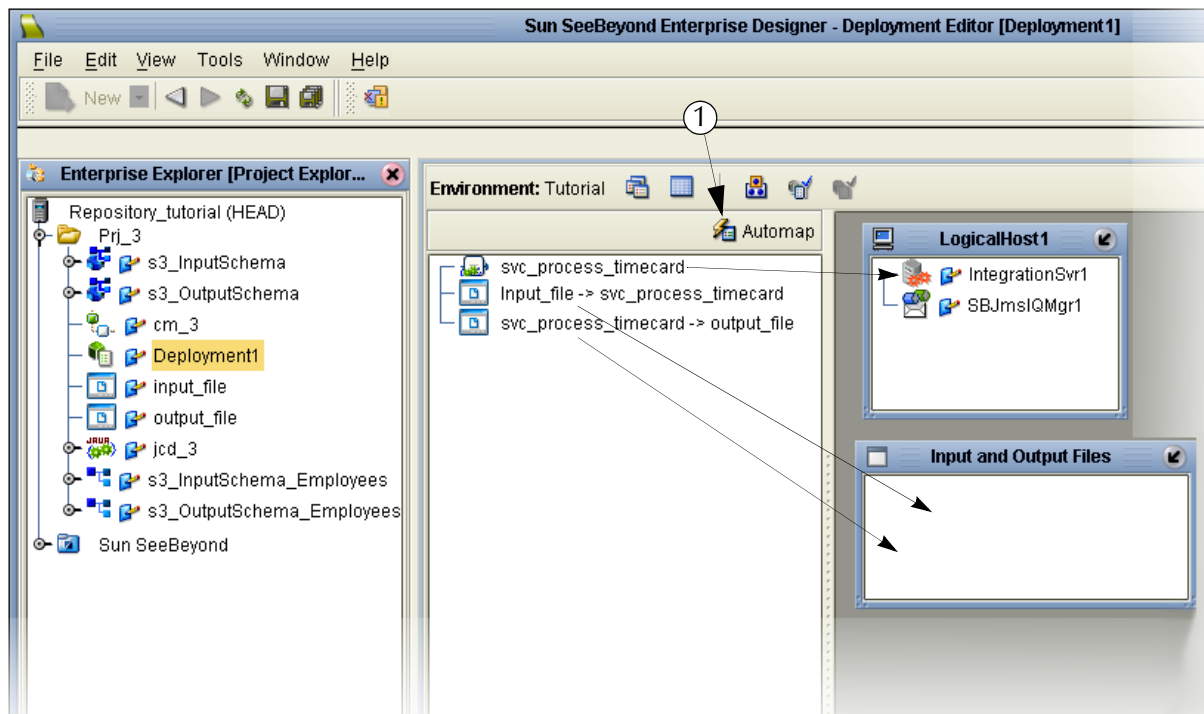 Sun SeeBeyond Enterprise Designer - Deployment Editor [Deployment1]
File Edit View Tools Window Help
New
1
Enterprise Explorer [Project Explor...
Repository_tutorial (HEAD)
Prj_3
s3_InputSchema
s3_OutputSchema
cm_3
Deployment1
input_file
output_file
JAVA
jcd_3
s3_InputSchema_Employees
s3_OutputSchema_Employees
Sun SeeBeyond
Environment: Tutorial
Automap
svc_process_timecard
Input_file -> svc_process_timecard
svc_process_timecard -> output_file
LogicalHost1
IntegrationSvr1
SBJmsIQMgr1
Input and Output Files